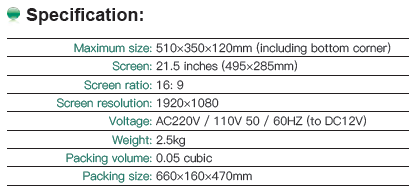 Specification:
Maximum size: 510×350×120mm (including bottom corner)
Screen: 21.5 inches (495×285mm)
Screen ratio: 16: 9
Screen resolution: 1920×1080
Voltage: AC220V / 110V 50 / 60HZ (to DC12V)
Weight: 2.5kg
Packing volume: 0.05 cubic
Packing size: 660×160×470mm